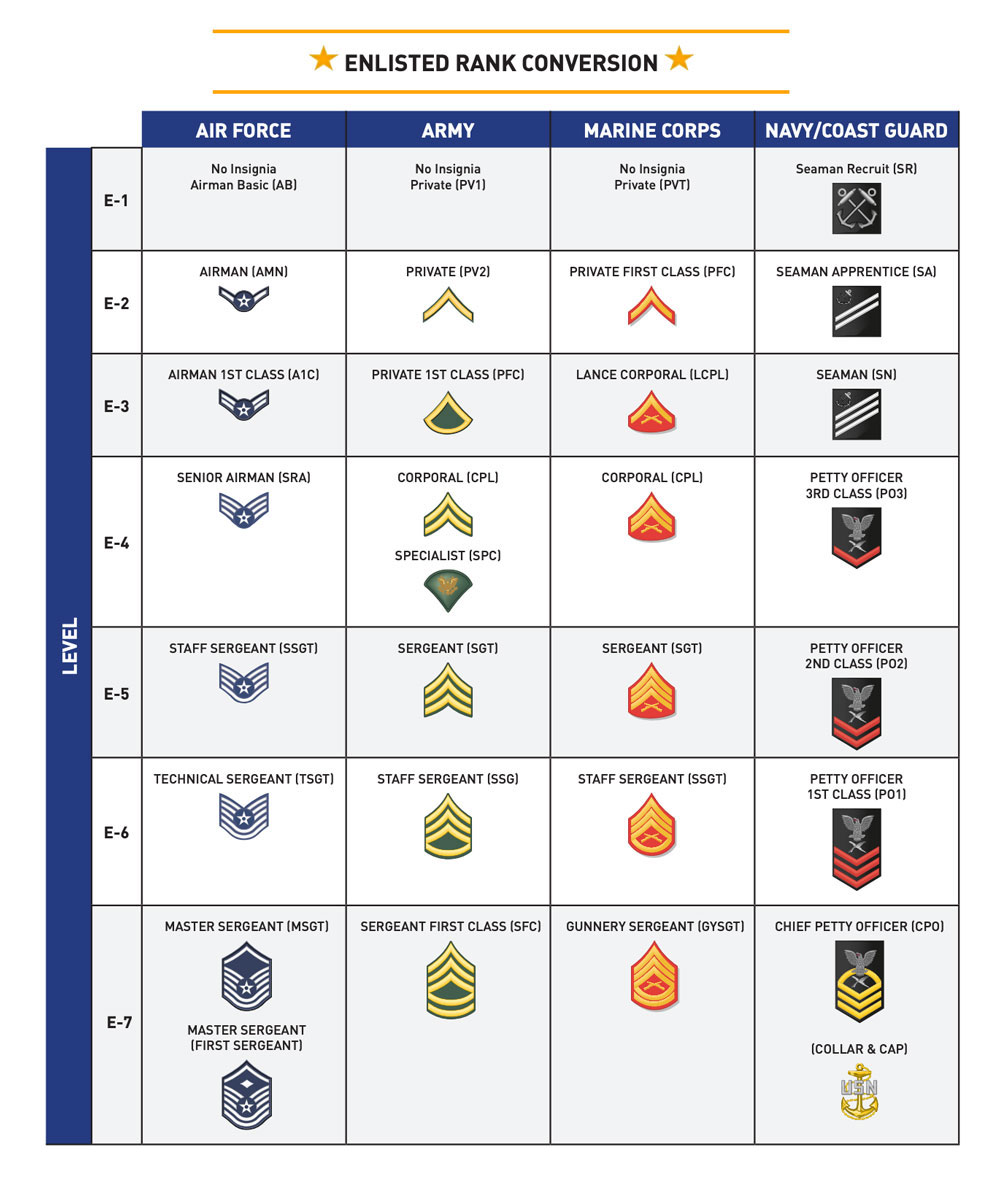 ENLISTED RANK CONVERSION
AIR FORCE
ARMY
MARINE CORPS
NAVY/COAST GUARD
LEVEL
E-1
No Insignia
Airman Basic (AB)
No Insignia
Private (PV1)
No Insignia
Private (PVT)
Seaman Recruit (SR)
E-2
AIRMAN (AMN)
PRIVATE (PV2)
PRIVATE FIRST CLASS (PFC)
SEAMAN APPRENTICE (SA)
E-3
AIRMAN 1ST CLASS (A1C)
PRIVATE 1ST CLASS (PFC)
LANCE CORPORAL (LCPL)
SEAMAN (SN)
E-4
SENIOR AIRMAN (SRA)
CORPORAL (CPL)
SPECIALIST (SPC)
CORPORAL (CPL)
PETTY OFFICER
3RD CLASS (PO3)
E-5
STAFF SERGEANT (SSGT)
SERGEANT (SGT)
SERGEANT (SGT)
PETTY OFFICER
2ND CLASS (PO2)
E-6
TECHNICAL SERGEANT (TSGT)
STAFF SERGEANT (SSG)
STAFF SERGEANT (SSGT)
PETTY OFFICER
1ST CLASS (PO1)
E-7
MASTER SERGEANT (MSGT)
MASTER SERGEANT
(FIRST SERGEANT)
SERGEANT FIRST CLASS (SFC)
GUNNERY SERGEANT (GYSGT)
CHIEF PETTY OFFICER (CPO)
(COLLAR & CAP)
USN